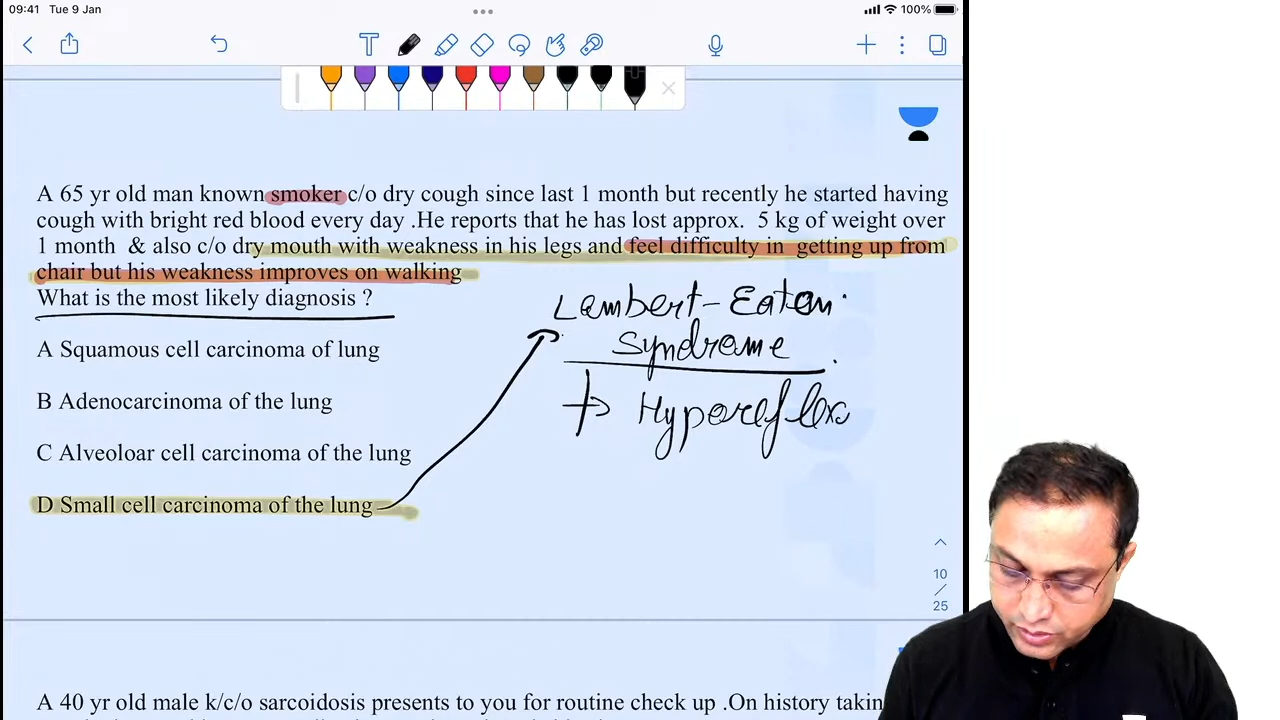 09:41 Tue 9 Jan
100%
T
A 65 yr old man known smoker c/o dry cough since last 1 month but recently he started having
cough with bright red blood every day .He reports that he has lost approx. 5 kg of weight over
1 month & also c/o dry mouth with weakness in his legs and feel difficulty in getting up from
chair but his weakness improves on walking
What is the most likely diagnosis ?
Lambert-Eaton
Syndrome
Hyporeflex
A Squamous cell carcinoma of lung
B Adenocarcinoma of the lung
C Alveoloar cell carcinoma of the lung
D Small cell carcinoma of the lung
10
/
25
A 40 yr old male k/c/o sarcoidosis presents to you for routine check up .On history takin